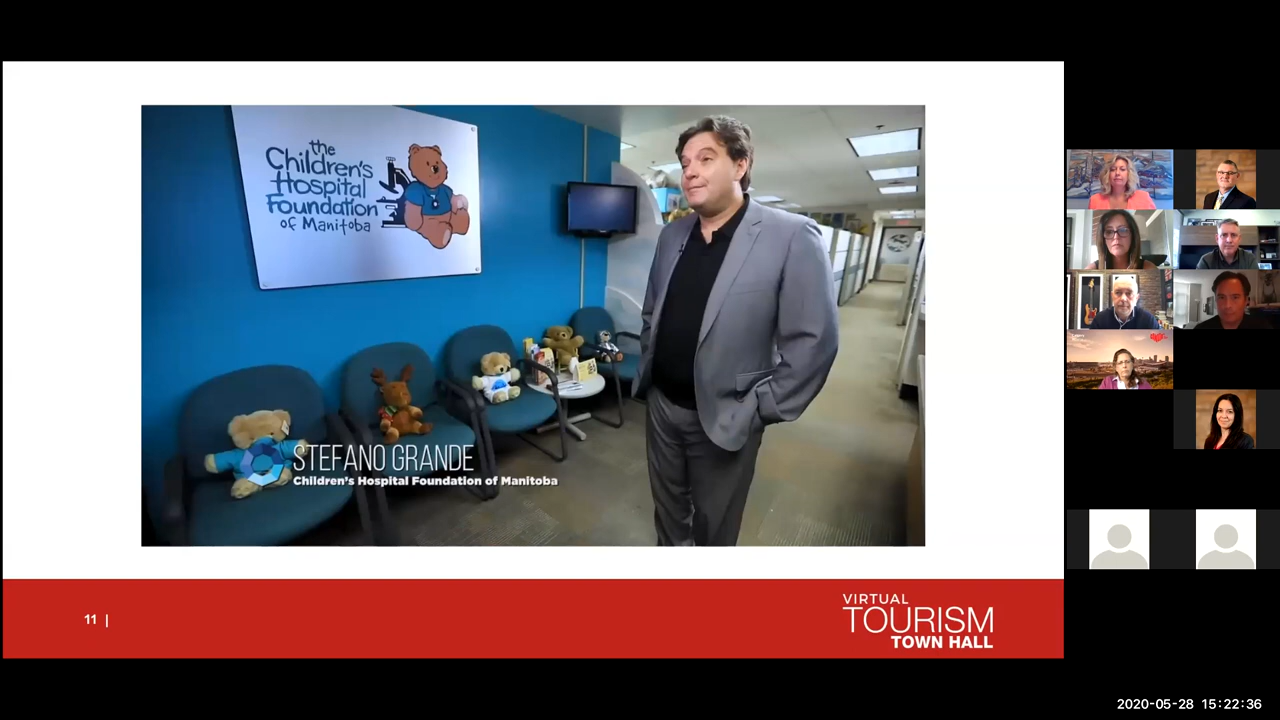 the
Children's
Hospital
Foundation
of Manitoba
STEFANO GRANDE
Children's Hospital Foundation of Manitoba
11 |
VIRTUAL
TOURISM
TOWN HALL
2020-05-28 15:22:36